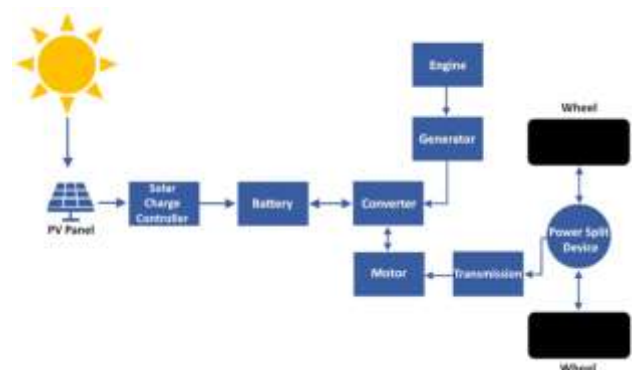 Engine
Wheel
Generator
Solar
Charge
Controller
Battery
Converter
PV Panel
Power Split
Device
Motor
Transmission
Wheel